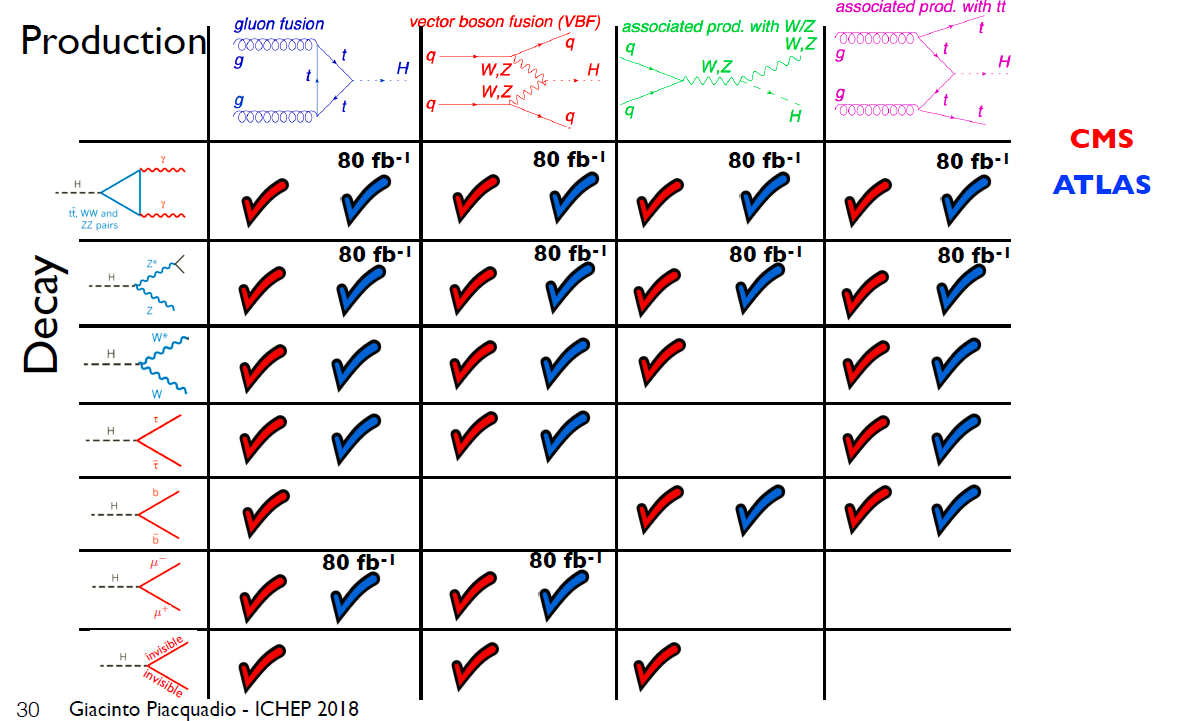 associated prod. with tt
gluon fusion
vector boson fusion (VBF)
associated prod. with W/Z
Production
g
t
t
H
g
t
q
W,Z
q
H
q
W,Z
q
q
W,Z
W,Z
q
H
g
t
t
H
g
t
t
CMS
ATLAS
Decay
H
γ
γ
tt̄, WW and
ZZ pairs
80 fb-1
80 fb-1
80 fb-1
80 fb-1
H
Z*
Z
80 fb-1
80 fb-1
80 fb-1
80 fb-1
H
W*
W
H
τ
τ̄
H
b
b̄
H
μ−
μ+
80 fb-1
80 fb-1
H
invisible
invisible
30 Giacinto Piacquadio - ICHEP 2018